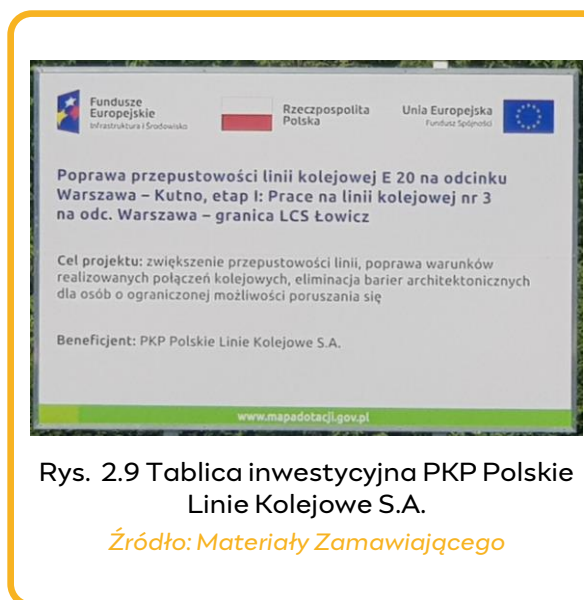 Fundusze
Europejskie
Infrastruktura i Środowisko
Rzeczpospolita
Polska
Unia Europejska
Fundusz Spójności
Poprawa przepustowości linii kolejowej E 20 na odcinku
Warszawa – Kutno, etap I: Prace na linii kolejowej nr 3
na odc. Warszawa – granica LCS Łowicz
Cel projektu: zwiększenie przepustowości linii, poprawa warunków
realizowanych połączeń kolejowych, eliminacja barier architektonicznych
dla osób o ograniczonej możliwości poruszania się
Beneficjent: PKP Polskie Linie Kolejowe S.A.
www.mapadotacji.gov.pl
Rys. 2.9 Tablica inwestycyjna PKP Polskie
Linie Kolejowe S.A.
Źródło: Materiały Zamawiającego